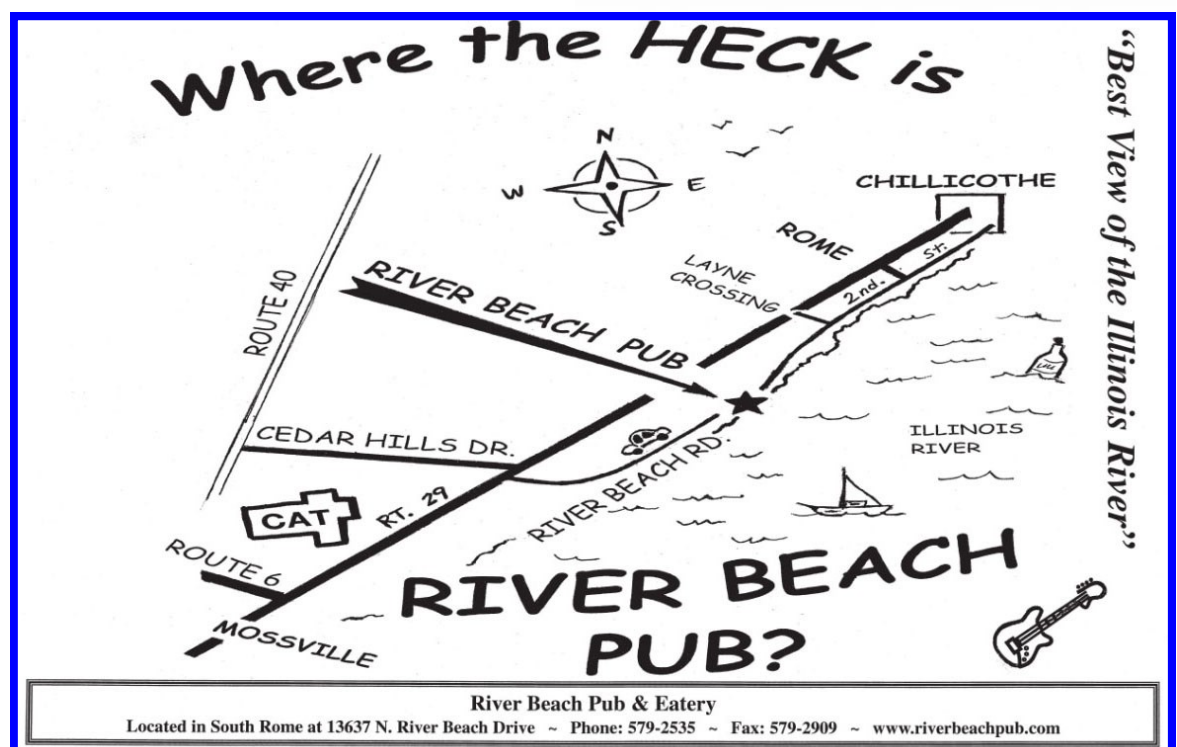 Where the HECK is
"Best View of the Illinois River"
N
W
E
S
CHILLICOTHE
ROME
LAYNE
CROSSING
2nd. St.
ROUTE 40
RIVER BEACH PUB
CEDAR HILLS DR.
ILLINOIS
RIVER
RIVER BEACH RD.
CAT
RT. 29
ROUTE 6
MOSSVILLE
RIVER BEACH
PUB?
River Beach Pub & Eatery
Located in South Rome at 13637 N. River Beach Drive ~ Phone: 579-2535 ~ Fax: 579-2909 ~ www.riverbeachpub.com